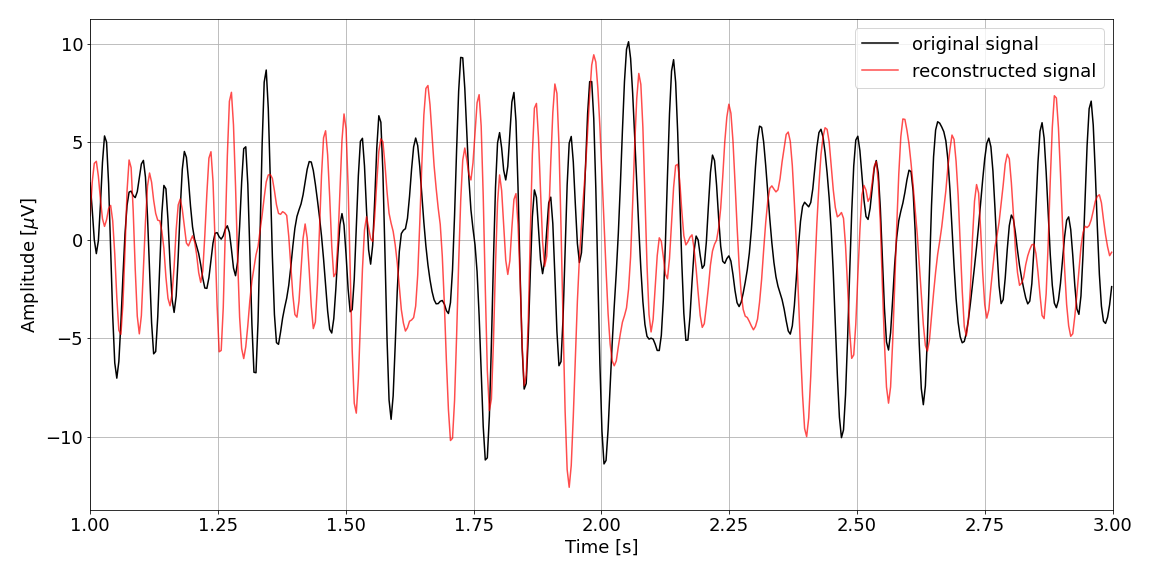 original signal
reconstructed signal
Amplitude [μV]
10
5
0
−5
−10
1.00 1.25 1.50 1.75 2.00 2.25 2.50 2.75 3.00
Time [s]